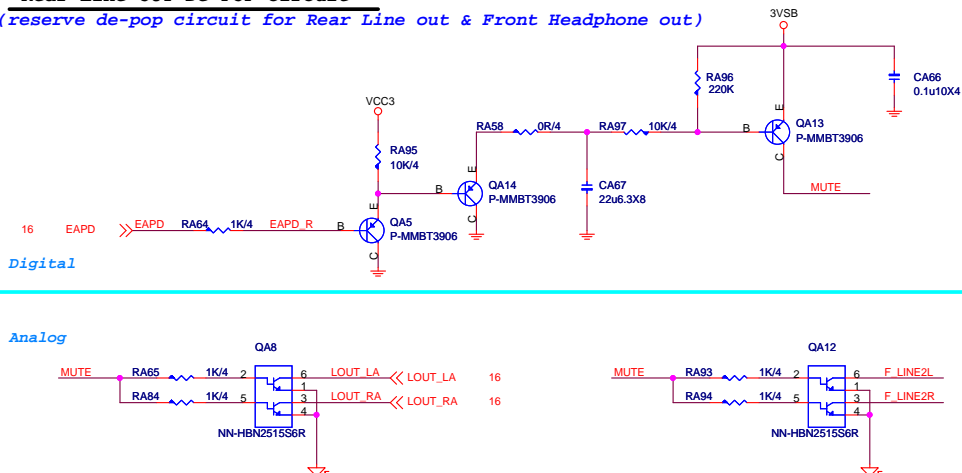 (reserve de-pop circuit for Rear Line out & Front Headphone out)
3VSB
RA96
220K
CA66
0.1u10X4
VCC3
RA95
10K/4
RA58
0R/4
RA97
10K/4
B
E
C
QA13
P-MMBT3906
MUTE
B
E
C
QA14
P-MMBT3906
CA67
22u6.3X8
16
EAPD
EAPD
RA64
1K/4
EAPD_R
B
E
C
QA5
P-MMBT3906
Digital
Analog
QA8
MUTE
RA65
1K/4
2
6
LOUT_LA
LOUT_LA
16
1
RA84
1K/4
5
3
LOUT_RA
LOUT_RA
16
4
NN-HBN2515S6R
QA12
MUTE
RA93
1K/4
2
6
F_LINE2L
1
RA94
1K/4
5
3
F_LINE2R
4
NN-HBN2515S6R